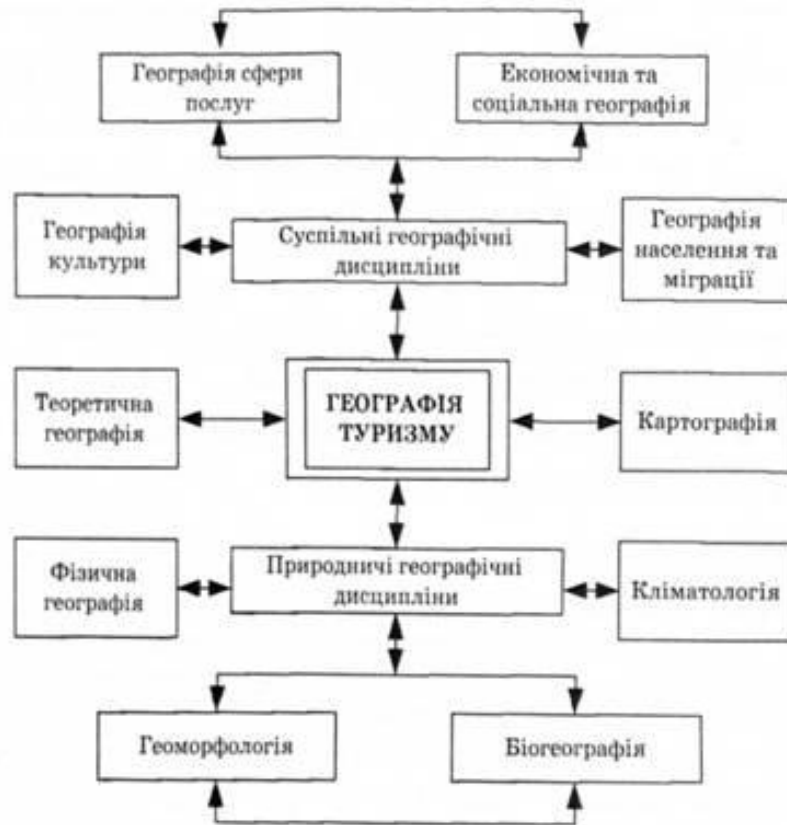 Географія сфери
послуг
Економічна та
соціальна географія
Географія
культури
Суспільні географічні
дисципліни
Географія
населення та
міграції
Теоретична
географія
ГЕОГРАФІЯ
ТУРИЗМУ
Картографія
Фізична
географія
Природничі географічні
дисципліни
Кліматологія
Геоморфологія
Біогеографія